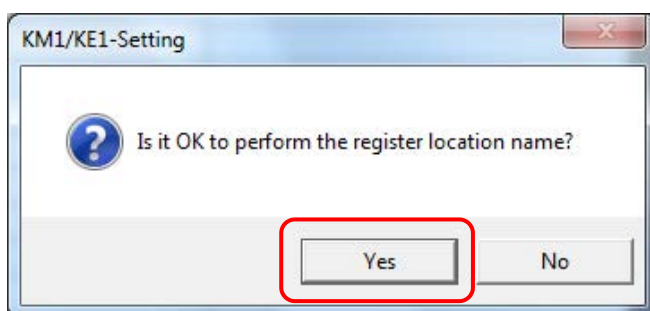 KM1/KE1-Setting
Is it OK to perform the register location name?
Yes No